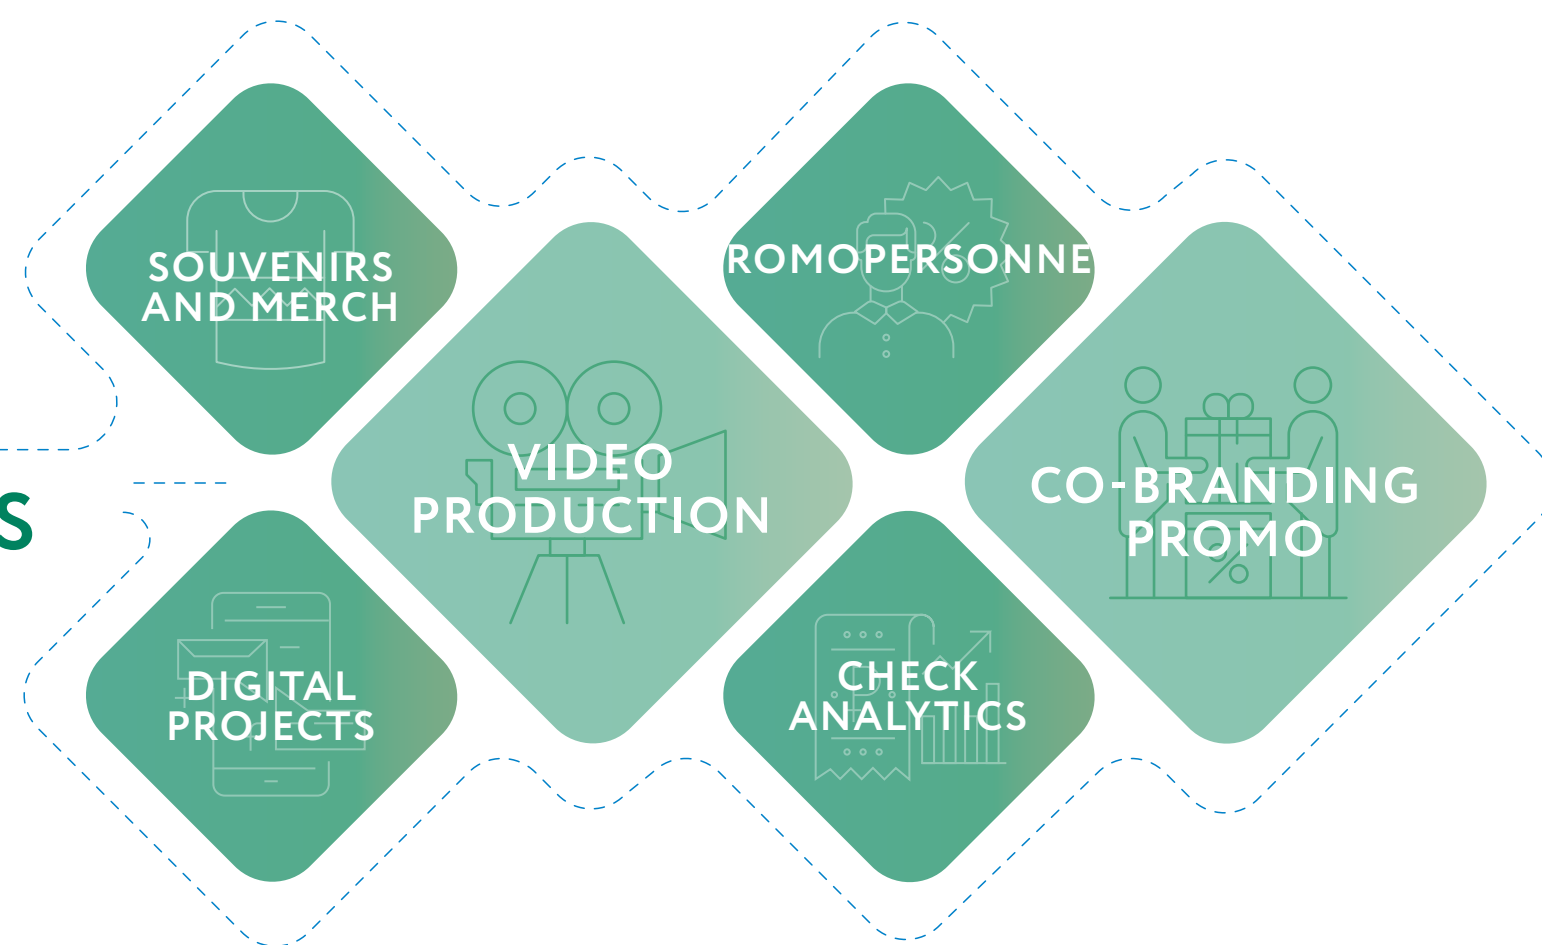 SOUVENIRS
AND MERCH
ROMOPERSONNE
VIDEO
PRODUCTION
CO-BRANDING
PROMO
S
DIGITAL
PROJECTS
CHECK
ANALYTICS